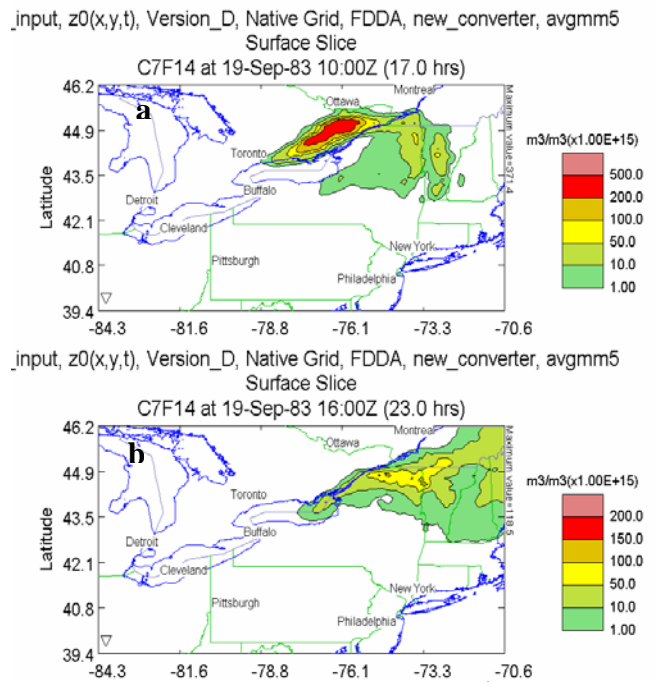 _input, z0(x,y,t), Version_D, Native Grid, FDDA, new_converter, avgmm5
Surface Slice
C7F14 at 19-Sep-83 10:00Z (17.0 hrs)
46.2
44.9
43.5
42.1
40.8
39.4
Latitude
a
Ottawa
Montreal
Toronto
Buffalo
Detroit
Cleveland
New York
Pittsburgh
Philadelphia
-84.3 -81.6 -78.8 -76.1 -73.3 -70.6
Maximum value=371.4
m3/m3(x1.00E+15)
500.0
200.0
100.0
50.0
10.0
1.00
_input, z0(x,y,t), Version_D, Native Grid, FDDA, new_converter, avgmm5
Surface Slice
C7F14 at 19-Sep-83 16:00Z (23.0 hrs)
46.2
44.9
43.5
42.1
40.8
39.4
Latitude
b
Ottawa
Montreal
Toronto
Buffalo
Detroit
Cleveland
New York
Pittsburgh
Philadelphia
-84.3 -81.6 -78.8 -76.1 -73.3 -70.6
Maximum value=118.5
m3/m3(x1.00E+15)
200.0
150.0
100.0
50.0
10.0
1.00